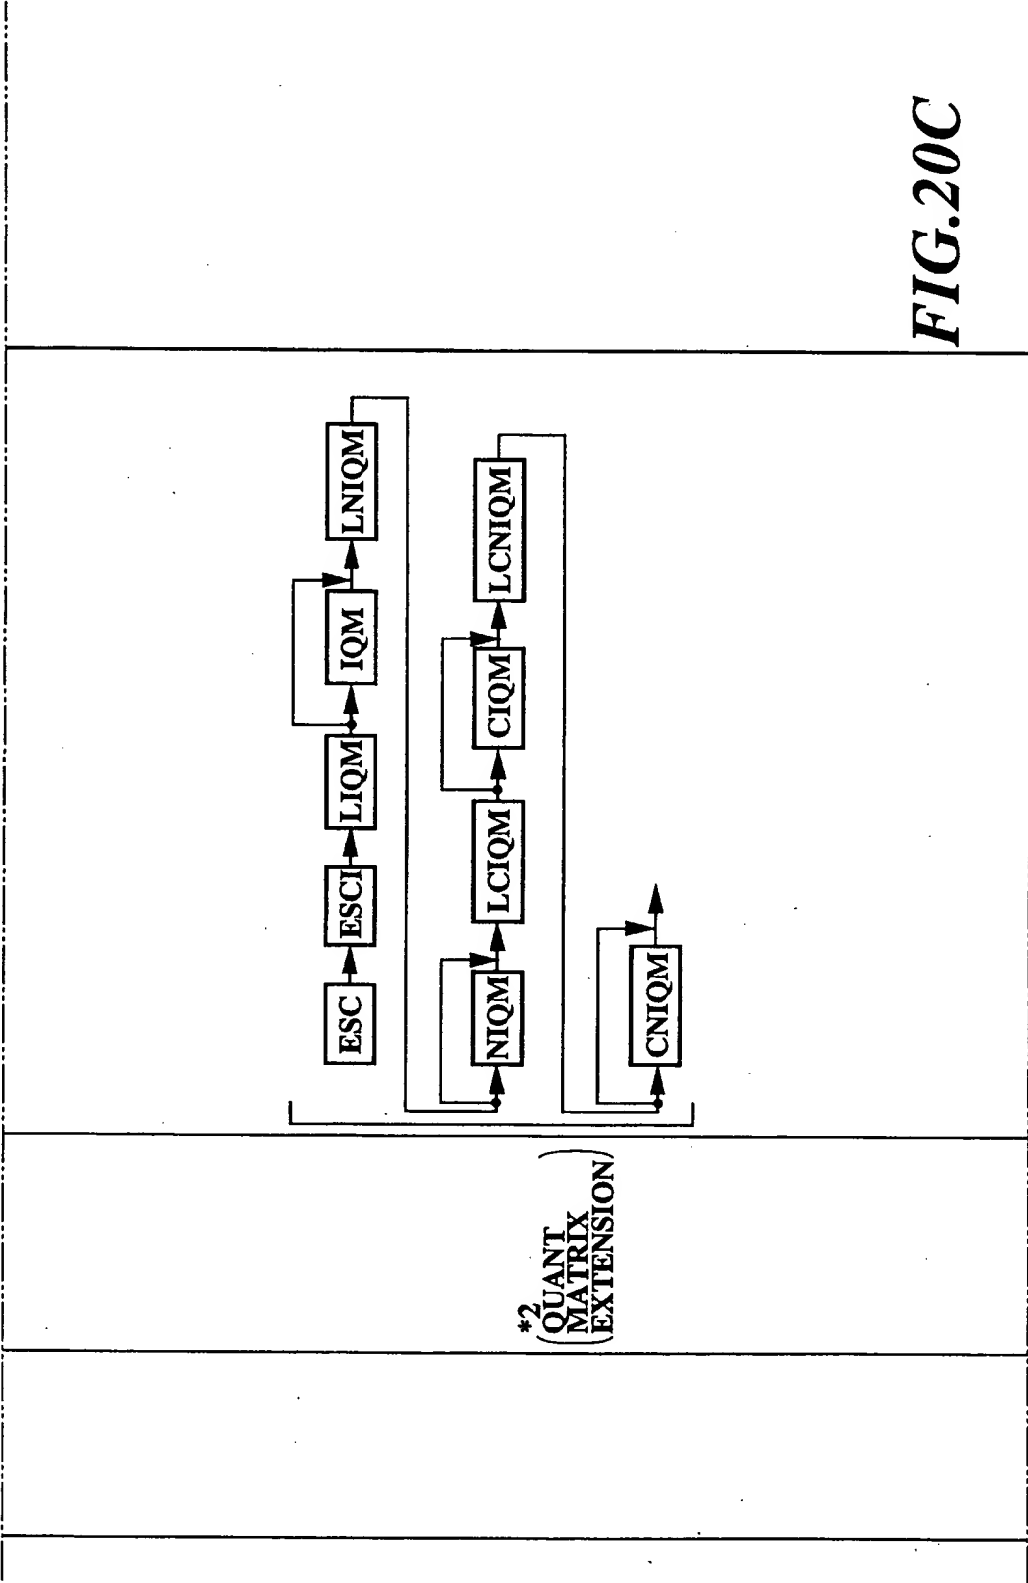 *2
QUANT
MATRIX
EXTENSION
ESC
ESCI
LIQM
IQM
LNIQM
NIQM
LCIQM
CIQM
LCNIQM
CNIQM
FIG.20C